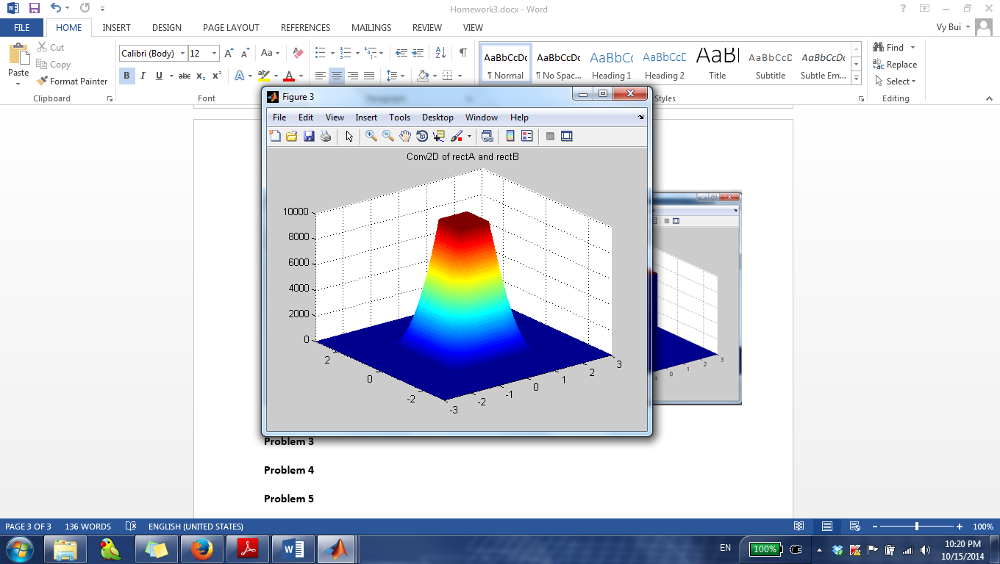 Homework3.docx - Word
FILE HOME INSERT DESIGN PAGE LAYOUT REFERENCES MAILINGS REVIEW VIEW Vy Bui
Paste
Cut
Copy
Format Painter
Clipboard
Calibri (Body) 12
Font
AaBbCcDc AaBbCcDc AaBbCc AaBbCcD AaBl AaBbCcD AaBbCcDc
¶ Normal ¶ No Spac... Heading 1 Heading 2 Title Subtitle Subtle Em...
Styles
Find
Replace
Select
Editing
Figure 3
File Edit View Insert Tools Desktop Window Help
Conv2D of rectA and rectB
10000
8000
6000
4000
2000
0
2
0
-2
-3
-2
-1
0
1
2
3
-1 0 1 2 3
Problem 3
Problem 4
Problem 5
PAGE 3 OF 3 136 WORDS ENGLISH (UNITED STATES) 100%
EN 100% 10:20 PM
10/15/2014